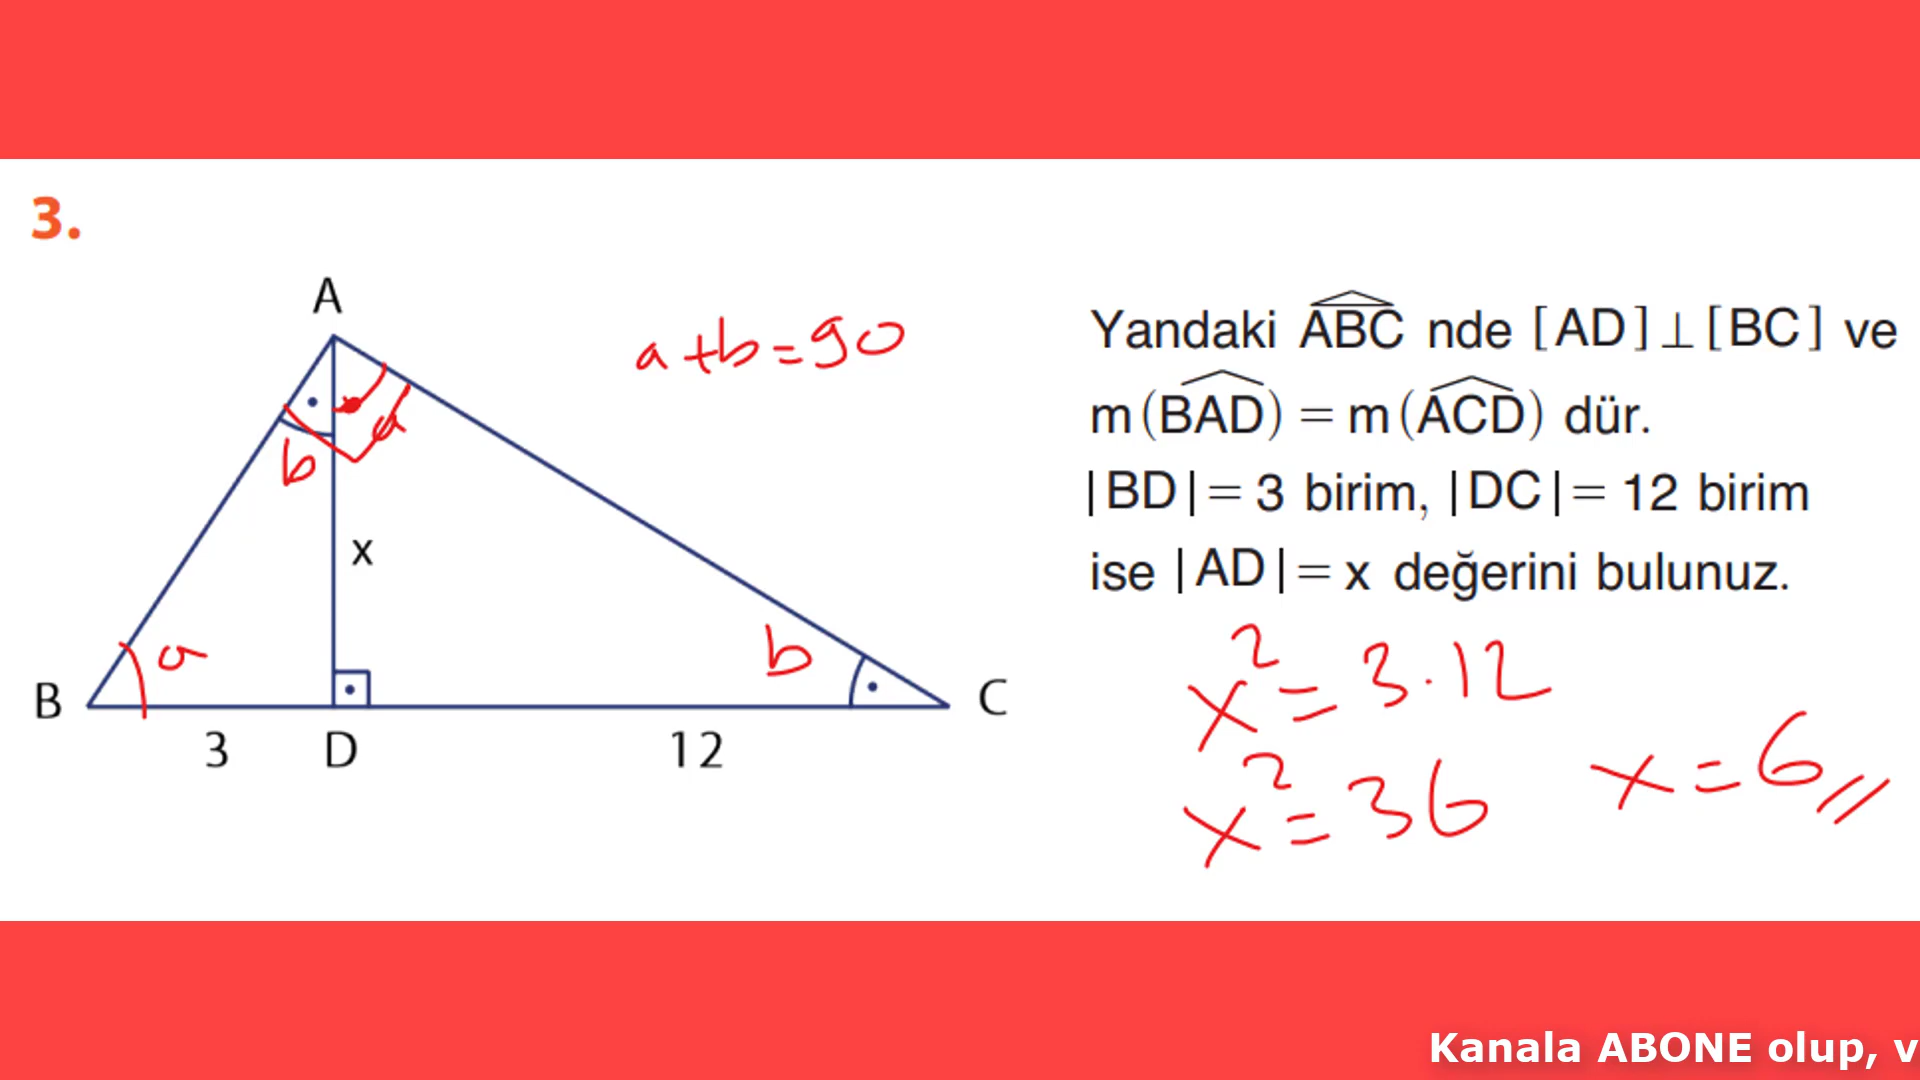 3.
A
a+b=90
b
a
x
a
b
B
C
3
D
12
Yandaki ABC nde [AD]⊥[BC] ve
m(BAD) = m(ACD) dür.
|BD| = 3 birim, |DC| = 12 birim
ise |AD| = x değerini bulunuz.
x²=3.12
x²=36
x=6
Kanala ABONE olup, v